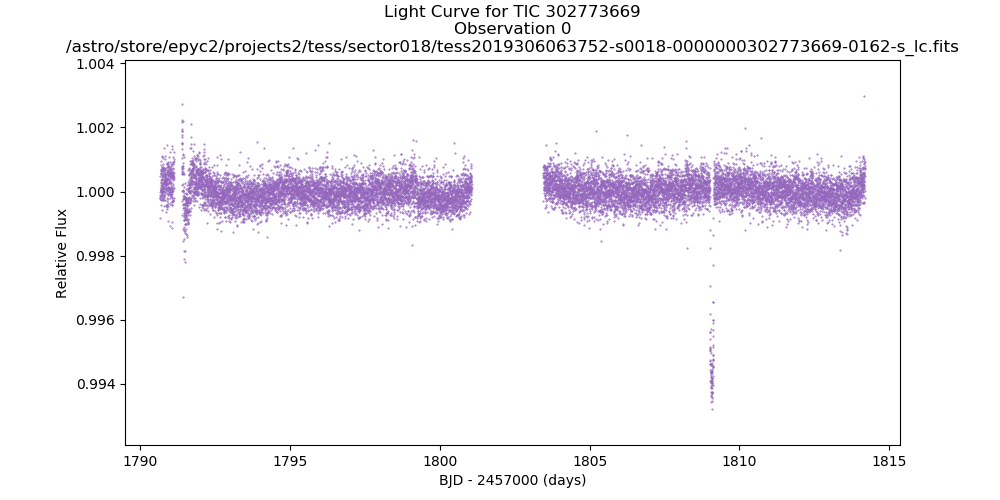 Light Curve for TIC 302773669
Observation 0
/astro/store/epyc2/projects2/tess/sector018/tess2019306063752-s0018-0000000302773669-0162-s_lc.fits
1.004
1.002
1.000
0.998
0.996
0.994
Relative Flux
1790
1795
1800
1805
1810
1815
BJD - 2457000 (days)